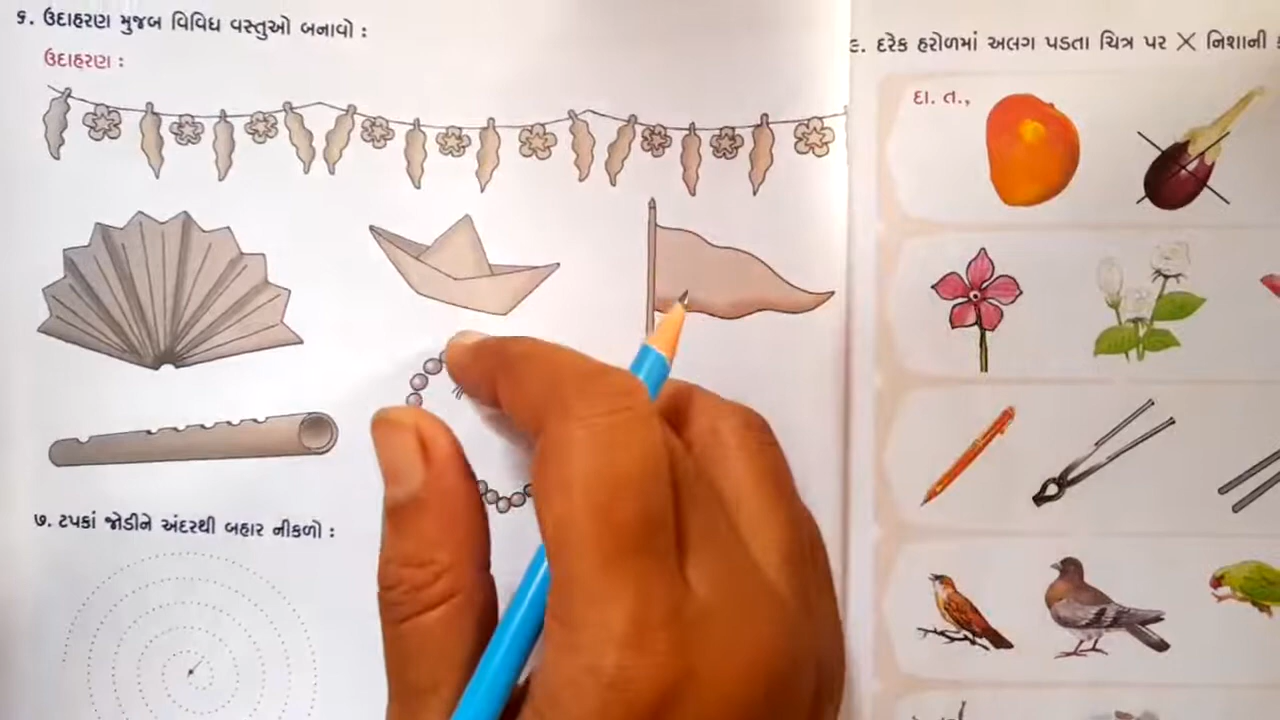 ૬. ઉદાહરણ મુજબ વિવિધ વસ્તુઓ બનાવો :
ઉદાહરણ :
૭. ટપકાં જોડીને અંદરથી બહાર નીકળો :
૯. દરેક હરોળમાં અલગ પડતા ચિત્ર પર × નિશાની
દા. ત.,